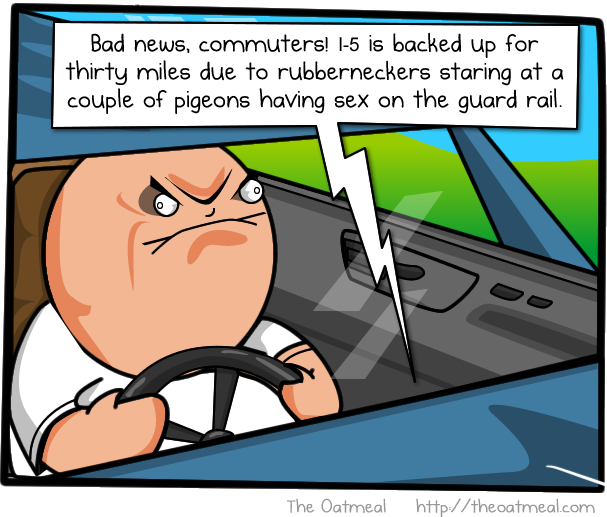 Bad news, commuters! I-5 is backed up for
thirty miles due to rubberneckers staring at a
couple of pigeons having sex on the guard rail.
The Oatmeal http://theoatmeal.com